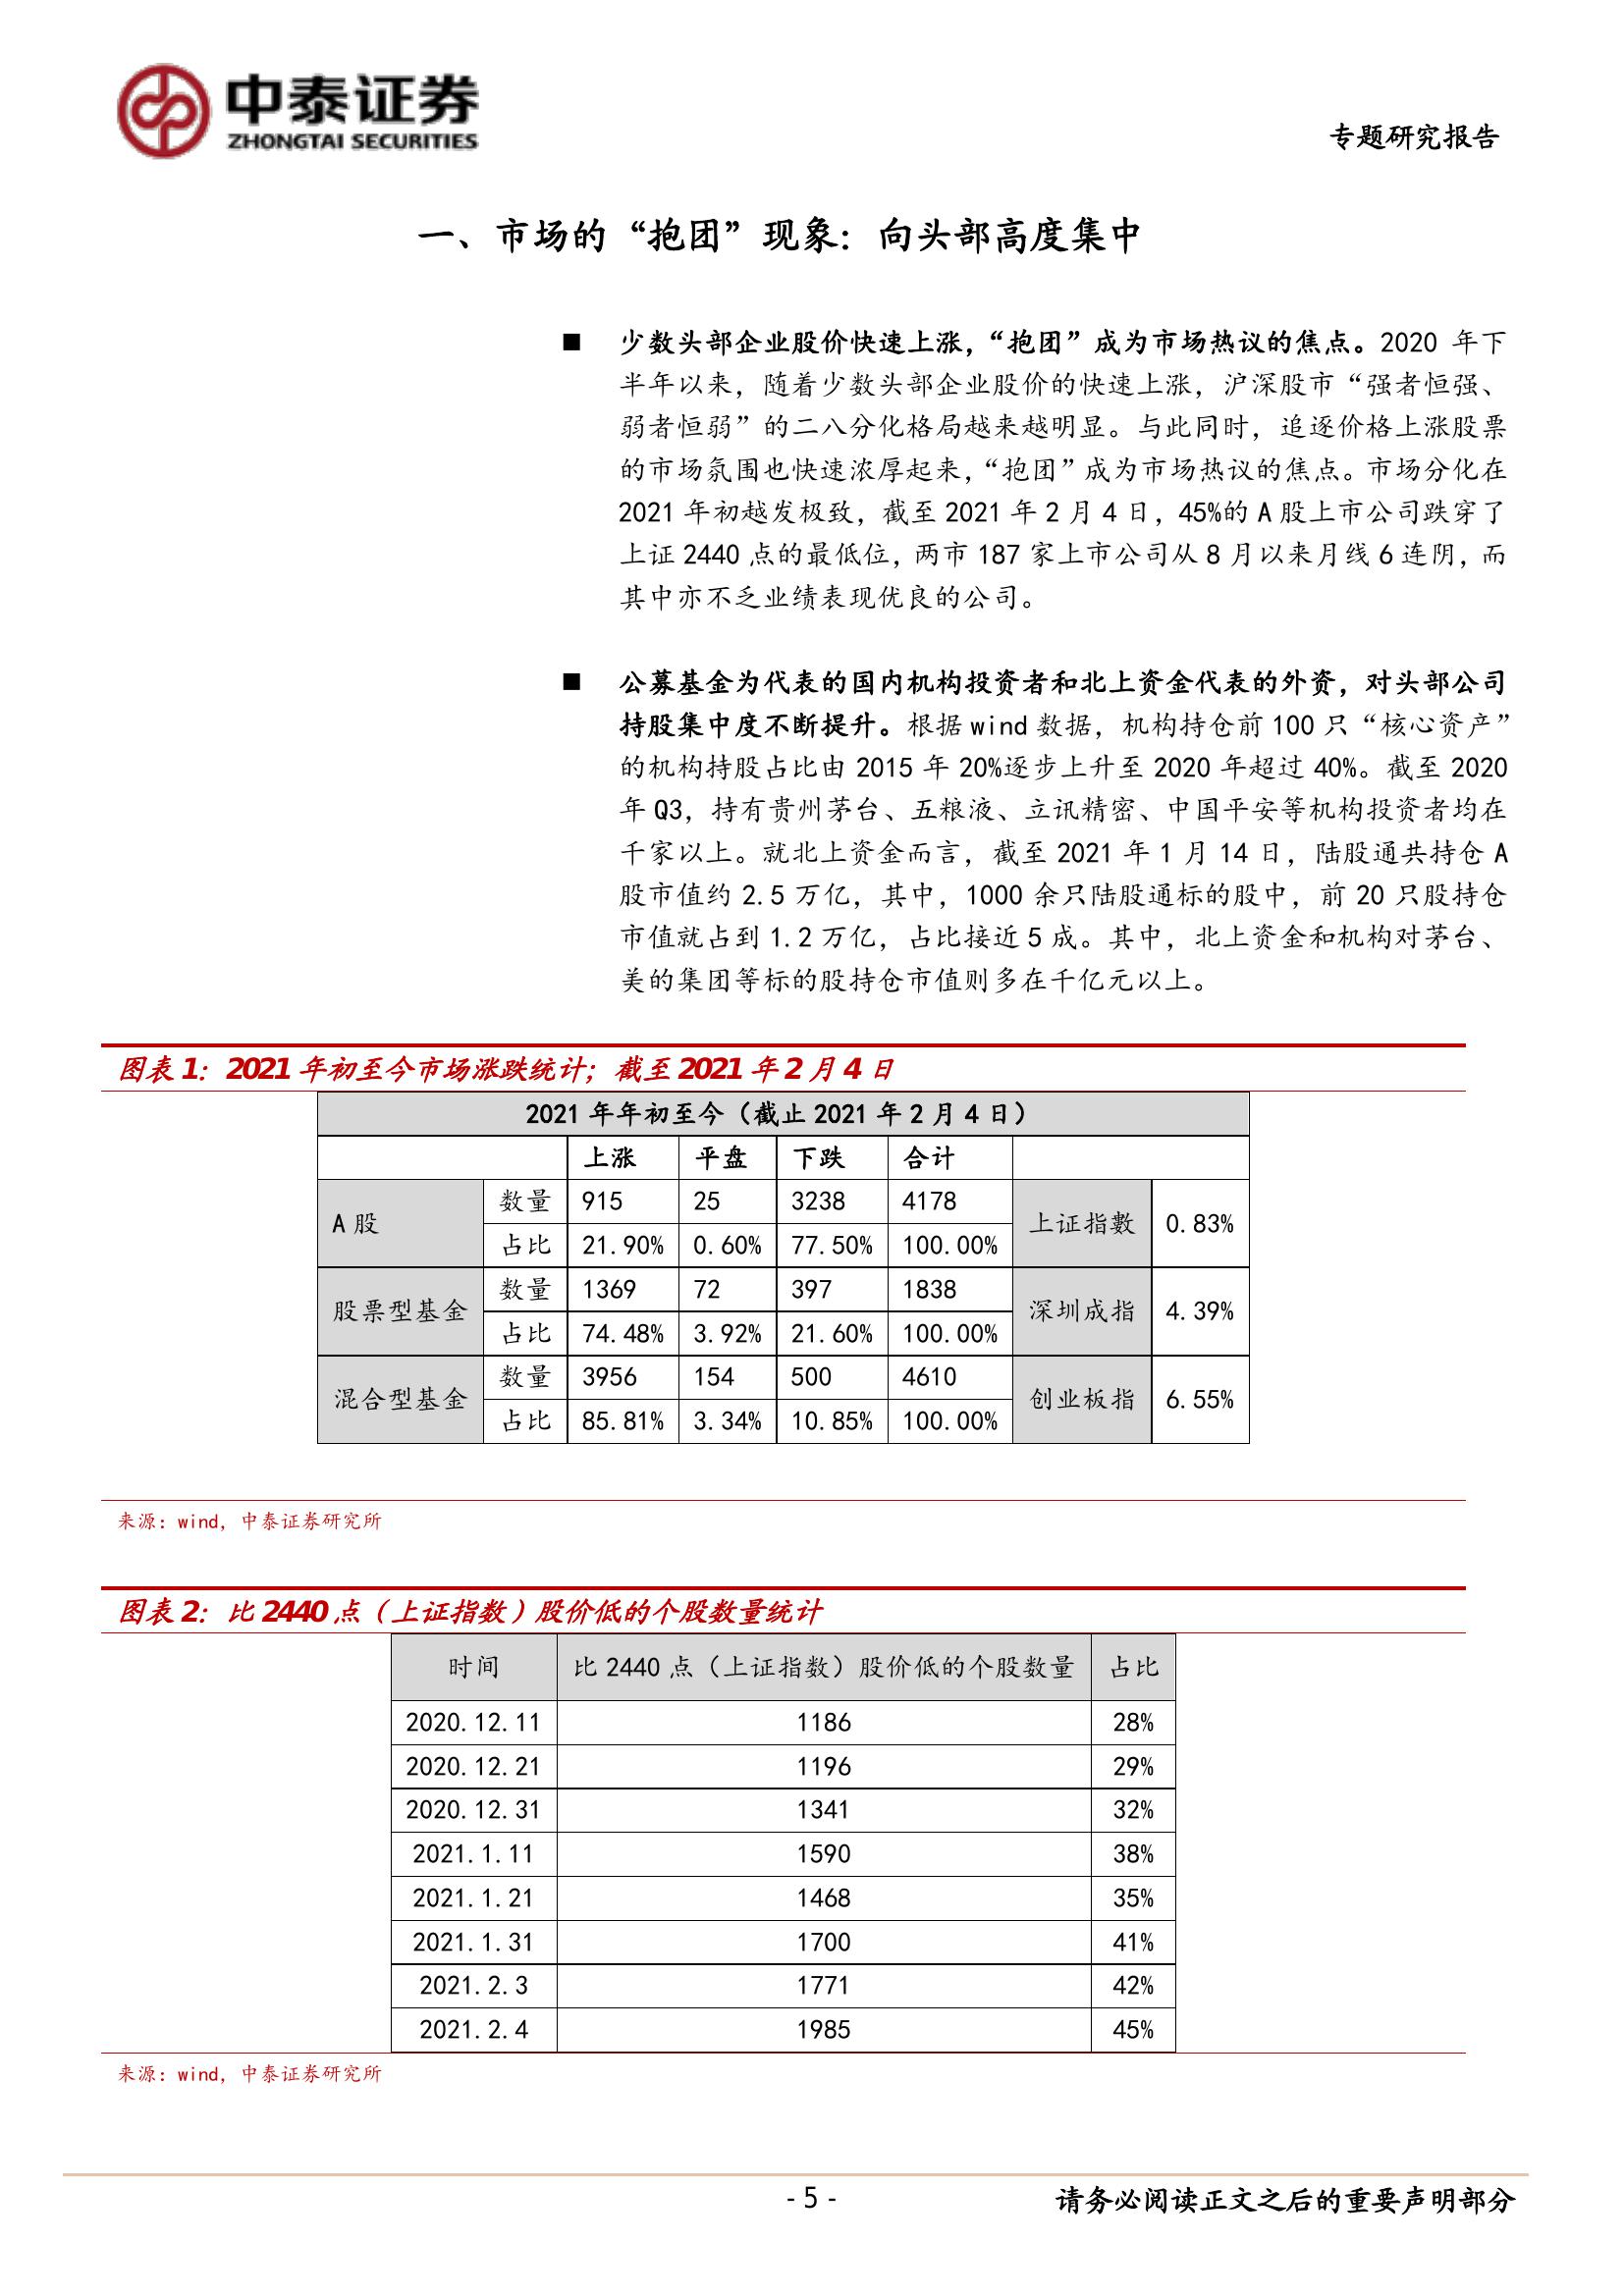 中泰证券
ZHONGTAI SECURITIES
专题研究报告
一、市场的“抱团”现象：向头部高度集中
■ 少数头部企业股价快速上涨，“抱团”成为市场热议的焦点。2020 年下
半年以来，随着少数头部企业股价的快速上涨，沪深股市“强者恒强、
弱者恒弱”的二八分化格局越来越明显。与此同时，追逐价格上涨股票
的市场氛围也快速浓厚起来，“抱团”成为市场热议的焦点。市场分化在
2021 年初越发极致，截至 2021 年 2 月 4 日，45%的 A 股上市公司跌穿了
上证 2440 点的最低位，两市 187 家上市公司从 8 月以来月线 6 连阴，而
其中亦不乏业绩表现优良的公司。
■ 公募基金为代表的国内机构投资者和北上资金代表的外资，对头部公司
持股集中度不断提升。根据 wind 数据，机构持仓前 100 只“核心资产”
的机构持股占比由 2015 年 20%逐步上升至 2020 年超过 40%。截至 2020
年 Q3，持有贵州茅台、五粮液、立讯精密、中国平安等机构投资者均在
千家以上。就北上资金而言，截至 2021 年 1 月 14 日，陆股通共持仓 A
股市值约 2.5 万亿，其中，1000 余只陆股通标的股中，前 20 只股持仓
市值就占到 1.2 万亿，占比接近 5 成。其中，北上资金和机构对茅台、
美的集团等标的股持仓市值则多在千亿元以上。
图表 1：2021 年初至今市场涨跌统计；截至 2021 年 2 月 4 日
2021 年年初至今（截止 2021 年 2 月 4 日）
上涨 平盘 下跌 合计
A 股 数量 915 25 3238 4178 上证指數 0.83%
占比 21.90% 0.60% 77.50% 100.00%
股票型基金 数量 1369 72 397 1838 深圳成指 4.39%
占比 74.48% 3.92% 21.60% 100.00%
混合型基金 数量 3956 154 500 4610 创业板指 6.55%
占比 85.81% 3.34% 10.85% 100.00%
来源：wind，中泰证券研究所
图表 2：比 2440 点（上证指数）股价低的个股数量统计
时间 比 2440 点（上证指数）股价低的个股数量 占比
2020.12.11 1186 28%
2020.12.21 1196 29%
2020.12.31 1341 32%
2021.1.11 1590 38%
2021.1.21 1468 35%
2021.1.31 1700 41%
2021.2.3 1771 42%
2021.2.4 1985 45%
来源：wind，中泰证券研究所
- 5 - 请务必阅读正文之后的重要声明部分